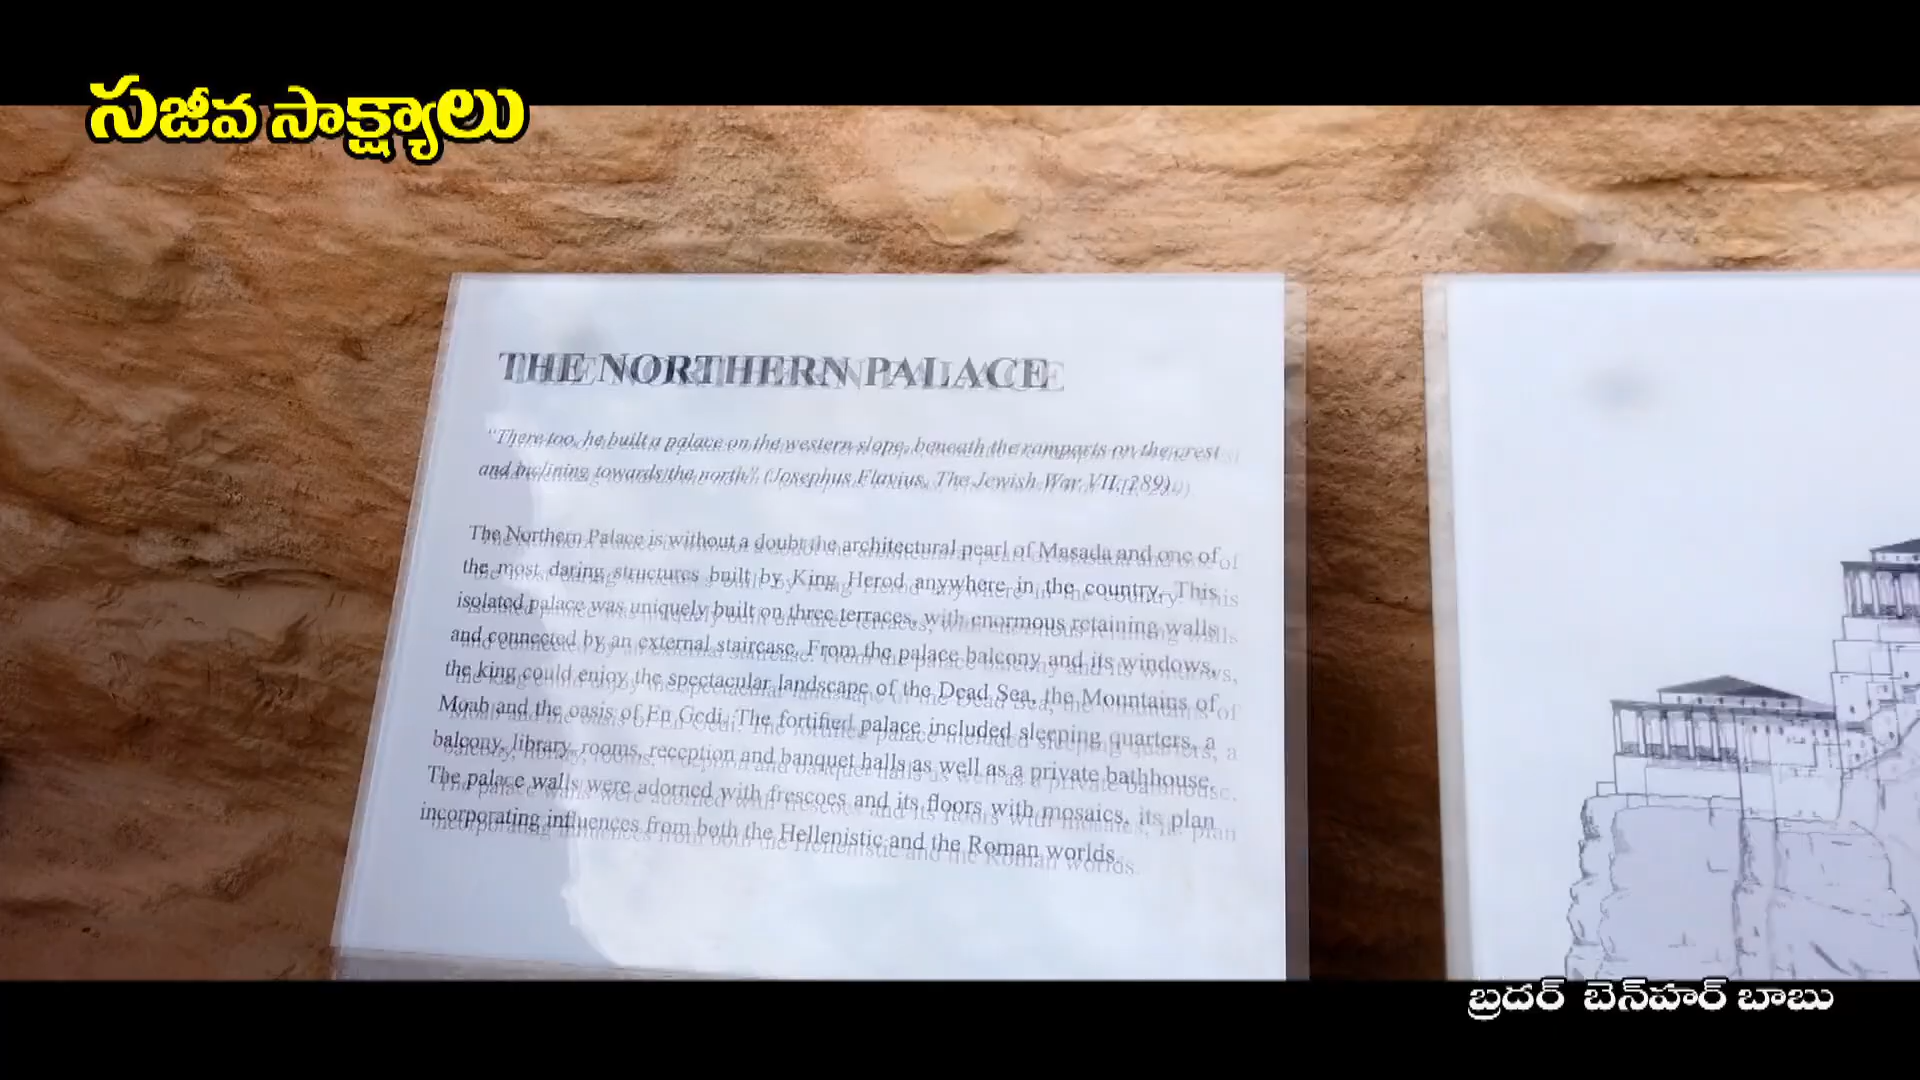 సజీవ సాక్ష్యాలు
THE NORTHERN PALACE
"There too, he built a palace on the western slope, beneath the ramparts on the crest
and inclining towards the north". (Josephus Flavius, The Jewish War VII, 289)
The Northern Palace is without a doubt the architectural pearl of Masada and one of
the most daring structures built by King Herod anywhere in the country. This
isolated palace was uniquely built on three terraces, with enormous retaining walls
and connected by an external staircase. From the palace balcony and its windows,
the king could enjoy the spectacular landscape of the Dead Sea, the Mountains of
Moab and the oasis of En Gedi. The fortified palace included sleeping quarters, a
balcony, library, rooms, reception and banquet halls as well as a private bathhouse.
The palace walls were adorned with frescoes and its floors with mosaics, its plan
incorporating influences from both the Hellenistic and the Roman worlds.
బ్రదర్ బెన్‌హర్ బాబు